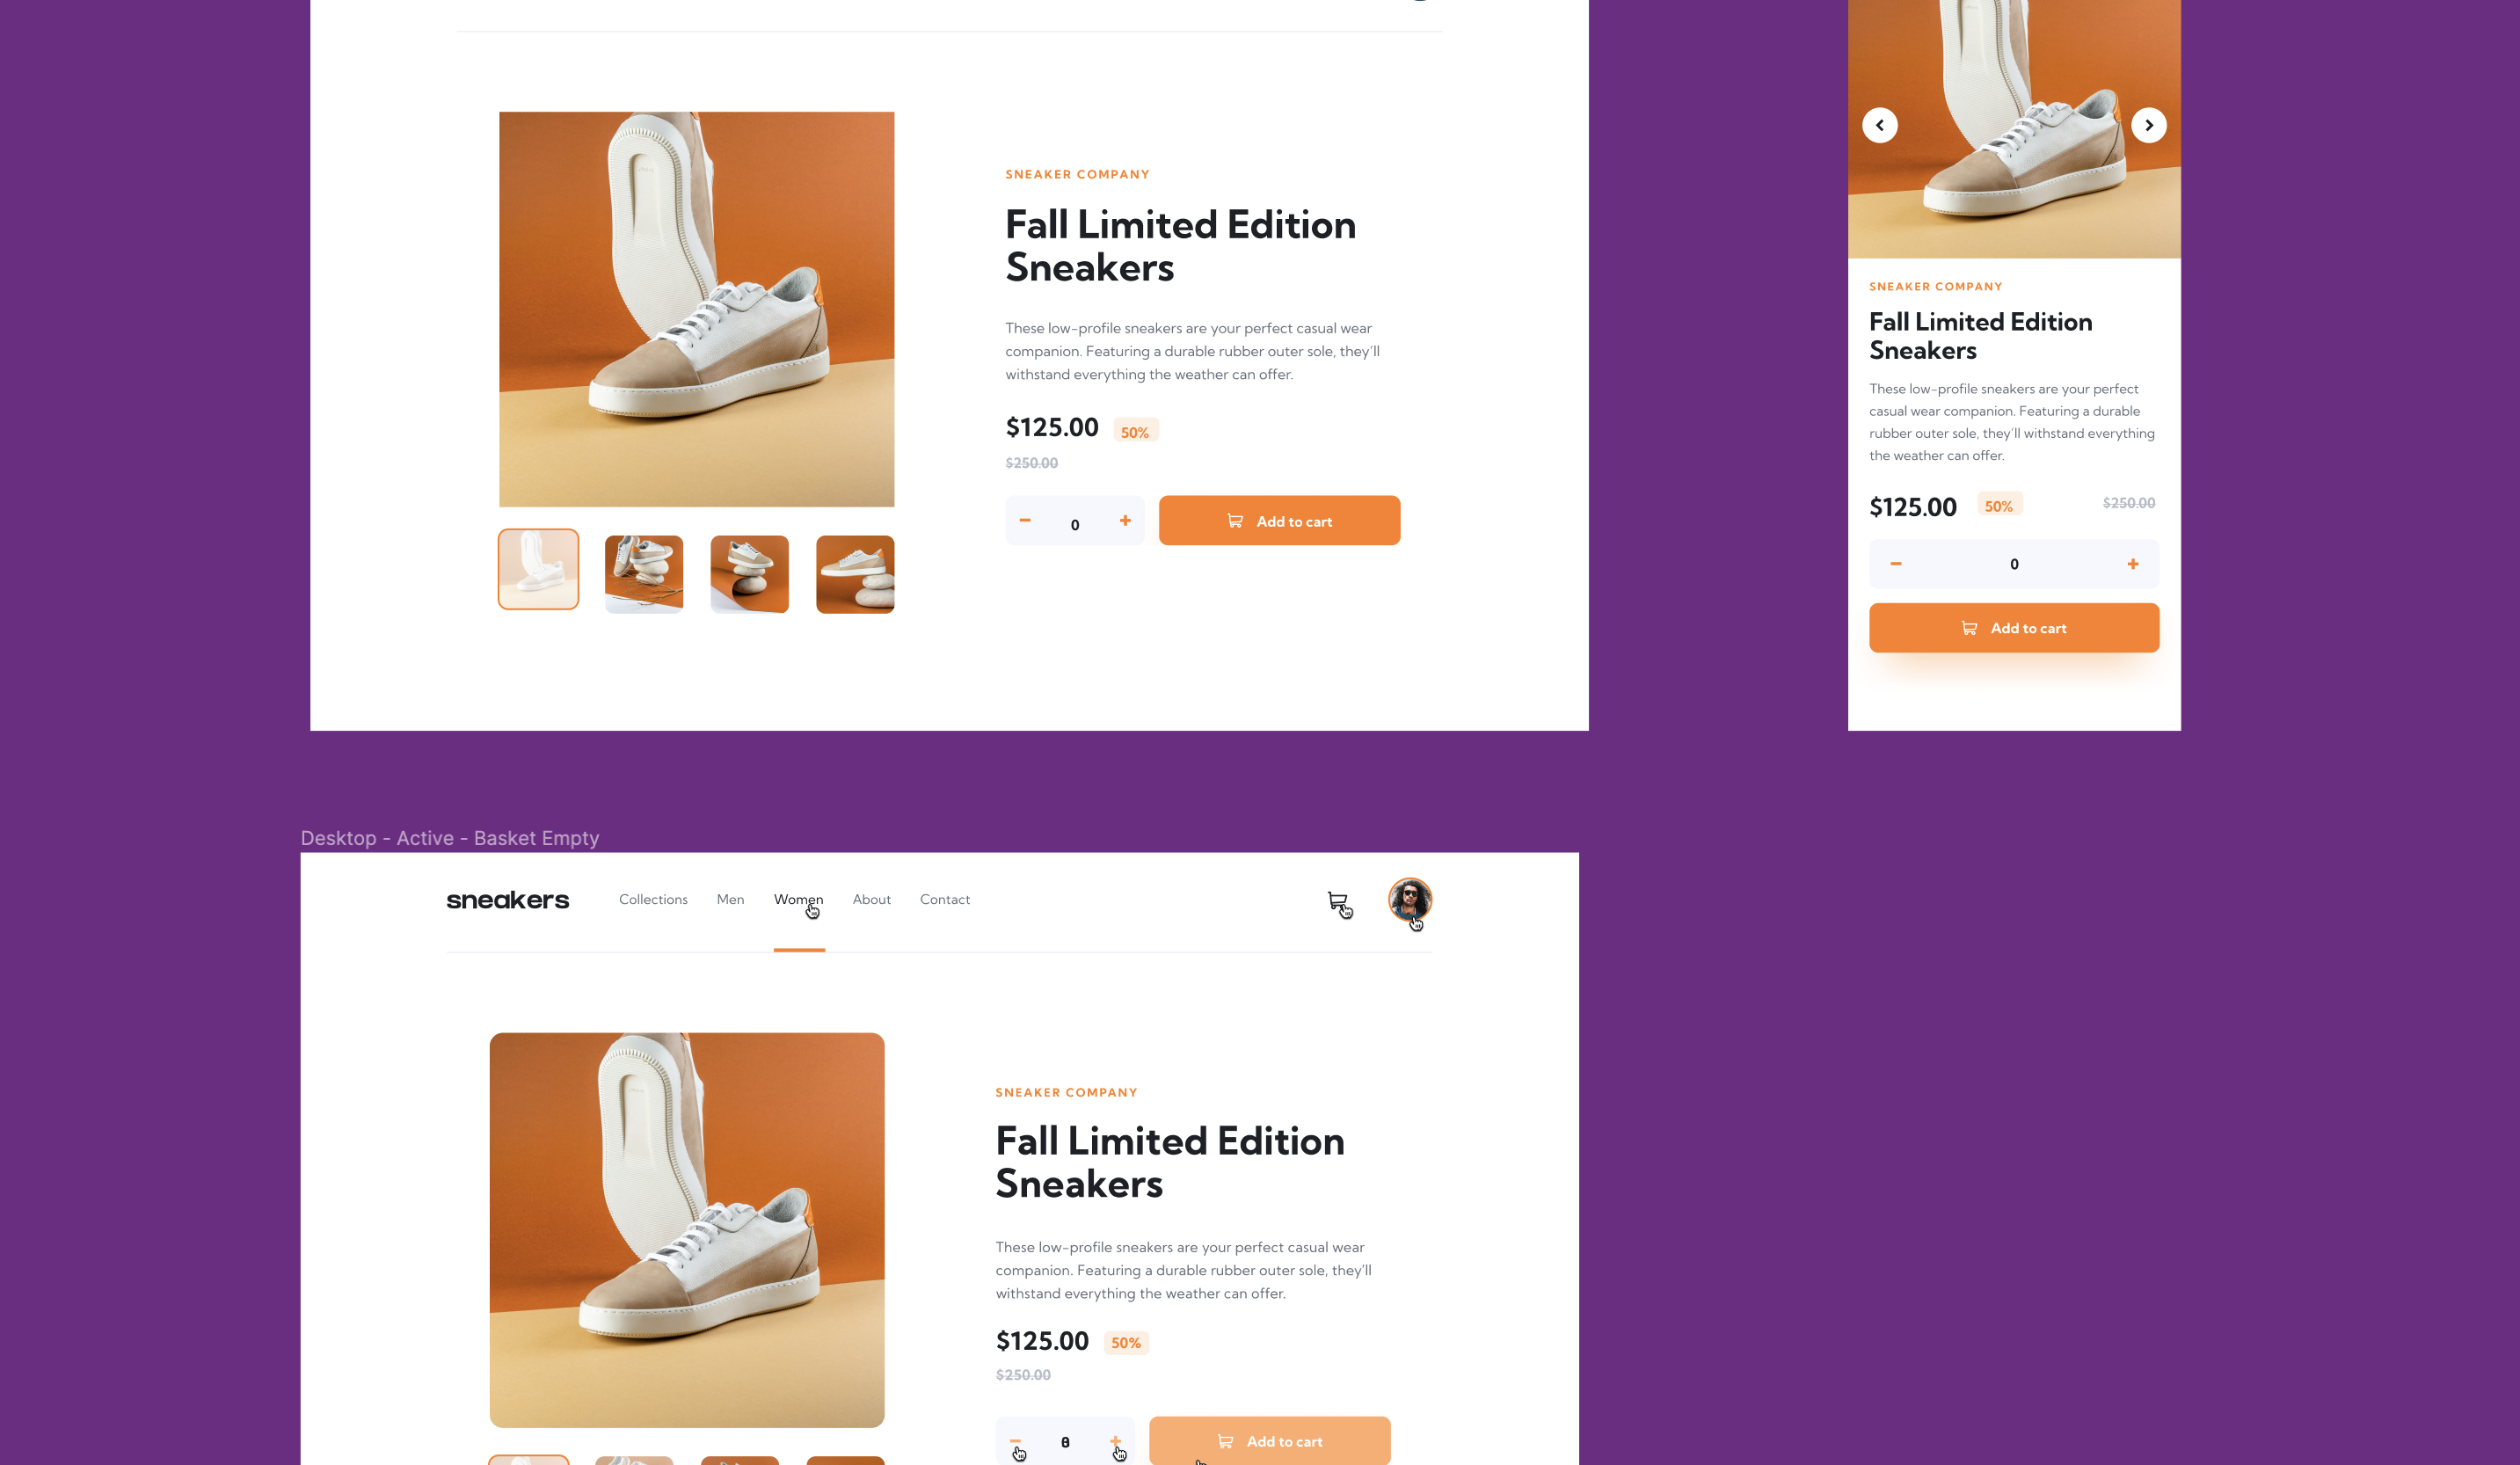 SNEAKER COMPANY
Fall Limited Edition
Sneakers
These low-profile sneakers are your perfect casual wear
companion. Featuring a durable rubber outer sole, they’ll
withstand everything the weather can offer.
$125.00 50%
$250.00
0
Add to cart
SNEAKER COMPANY
Fall Limited Edition
Sneakers
These low-profile sneakers are your perfect
casual wear companion. Featuring a durable
rubber outer sole, they’ll withstand everything
the weather can offer.
$125.00 50% $250.00
0
Add to cart
Desktop - Active - Basket Empty
sneakers Collections Men Women About Contact
SNEAKER COMPANY
Fall Limited Edition
Sneakers
These low-profile sneakers are your perfect casual wear
companion. Featuring a durable rubber outer sole, they’ll
withstand everything the weather can offer.
$125.00 50%
$250.00
Add to cart